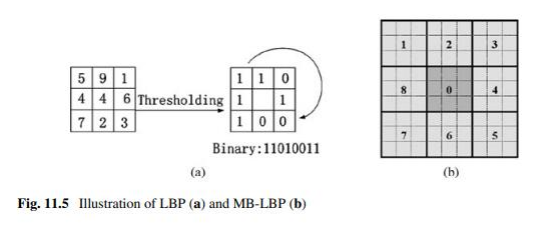 5 9 1
4 4 6
7 2 3
Thresholding
1 1 0
1 1
1 0 0
Binary:11010011
(a)
1 2 3
8 0 4
7 6 5
(b)
Fig. 11.5 Illustration of LBP (a) and MB-LBP (b)